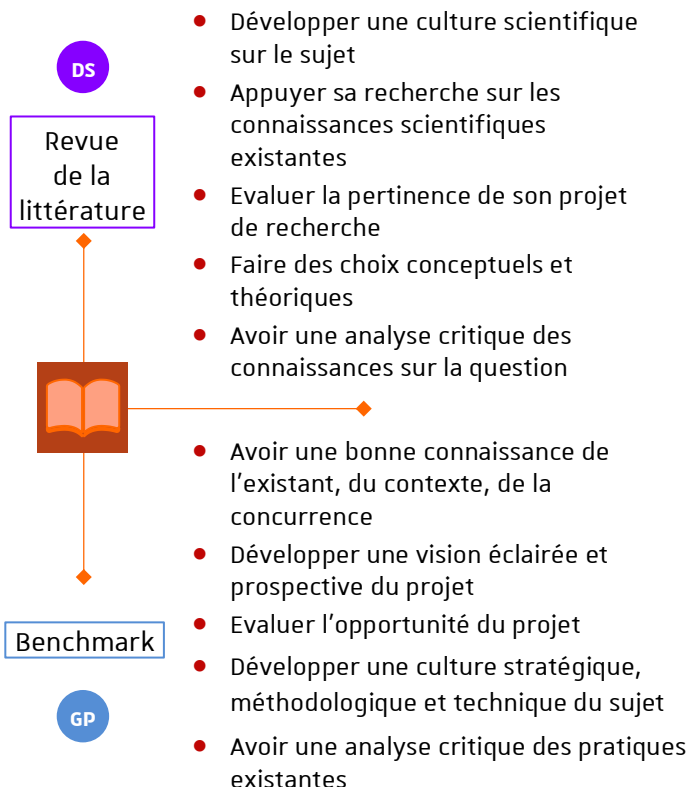 DS
Revue
de la
littérature
• Développer une culture scientifique
sur le sujet
• Appuyer sa recherche sur les
connaissances scientifiques
existantes
• Evaluer la pertinence de son projet
de recherche
• Faire des choix conceptuels et
théoriques
• Avoir une analyse critique des
connaissances sur la question
Benchmark
GP
• Avoir une bonne connaissance de
l’existant, du contexte, de la
concurrence
• Développer une vision éclairée et
prospective du projet
• Evaluer l’opportunité du projet
• Développer une culture stratégique,
méthodologique et technique du sujet
• Avoir une analyse critique des pratiques
existantes